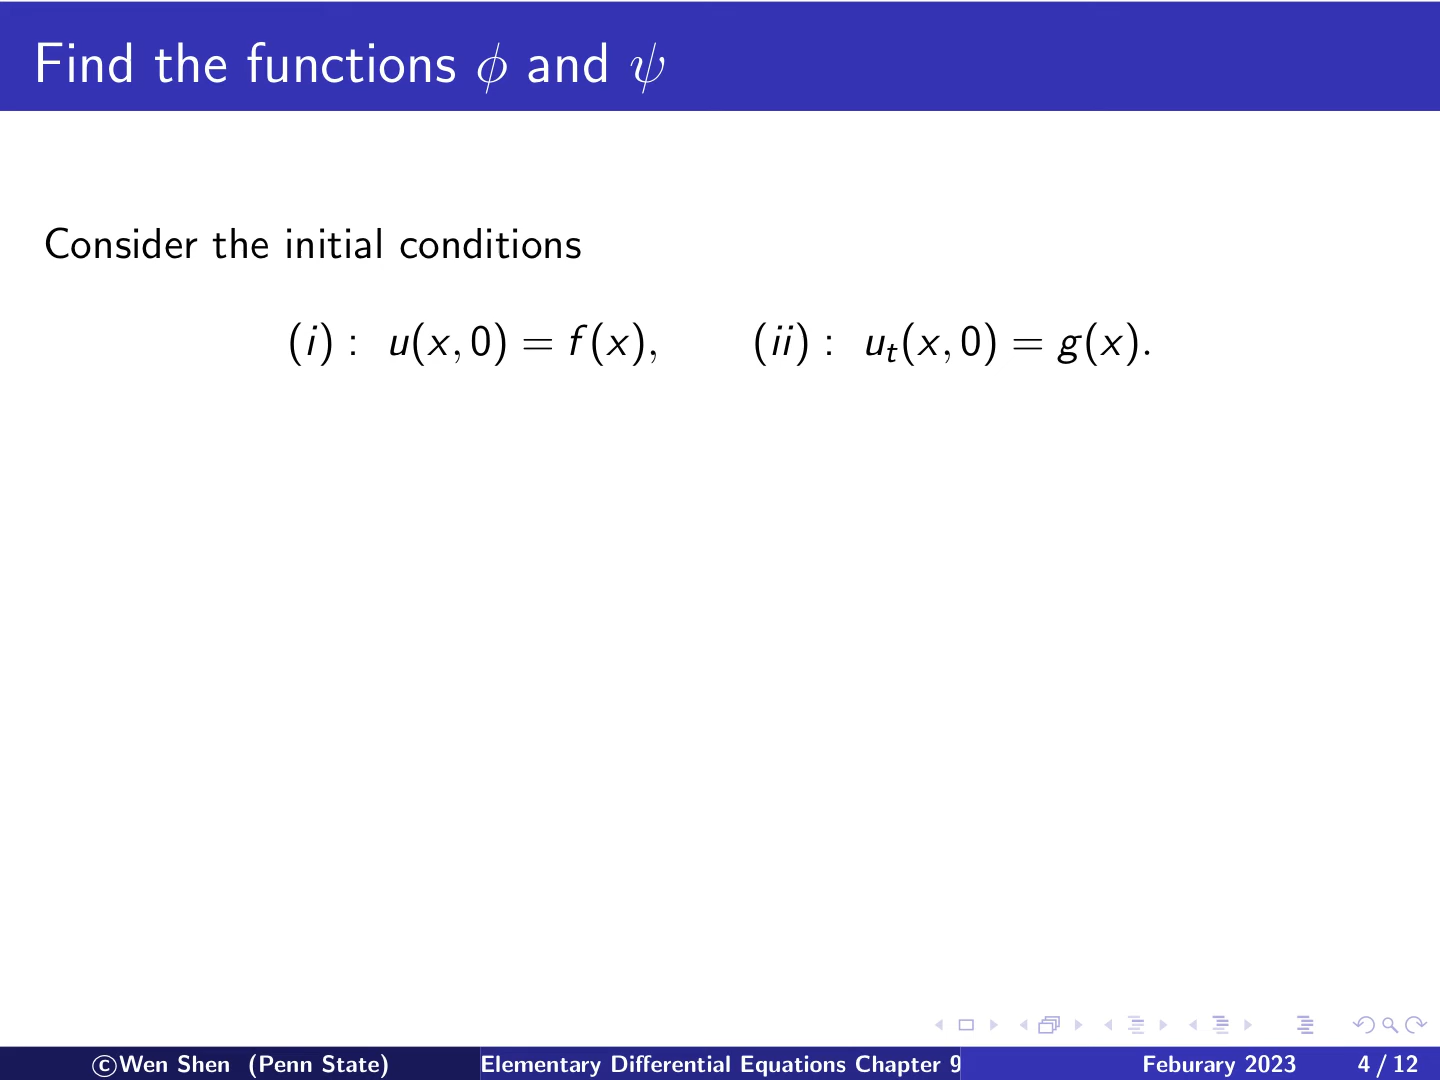 Find the functions ϕ and ψ
Consider the initial conditions
(i) : u(x, 0) = f(x), (ii) : u_t(x, 0) = g(x).
©Wen Shen (Penn State) Elementary Differential Equations Chapter 9 Feburary 2023 4 / 12